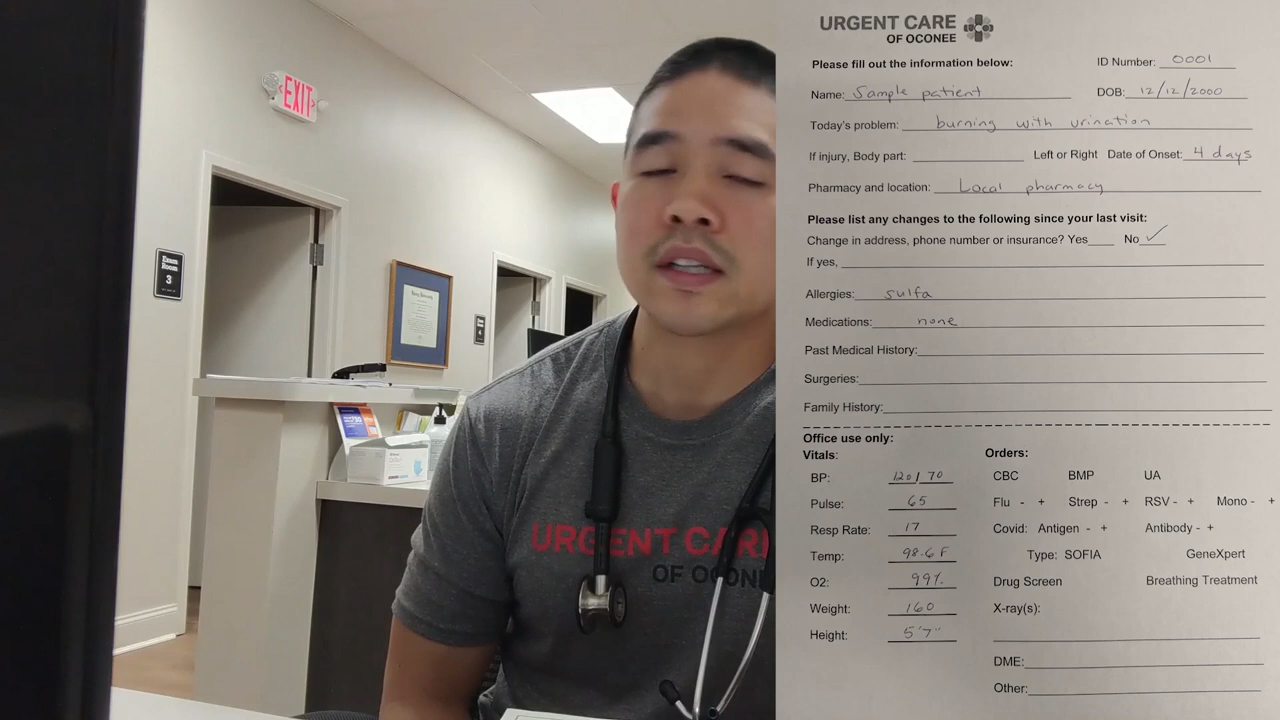 EXIT
Exam
Room
3
4
URGENT CARE
OF OCONE
URGENT CARE
OF OCONEE
Please fill out the information below:
ID Number: 0001
Name: Sample patient
DOB: 12/12/2000
Today's problem: burning with urination
If injury, Body part: Left or Right Date of Onset: 4 days
Pharmacy and location: Local pharmacy
Please list any changes to the following since your last visit:
Change in address, phone number or insurance? Yes No ✓
If yes,
Allergies: sulfa
Medications: none
Past Medical History:
Surgeries:
Family History:
Office use only:
Vitals:
BP: 120/70
Pulse: 65
Resp Rate: 17
Temp: 98.6 F
O2: 99%
Weight: 160
Height: 5'7"
Orders:
CBC BMP UA
Flu - + Strep - + RSV - + Mono - +
Covid: Antigen - + Antibody - +
Type: SOFIA GeneXpert
Drug Screen Breathing Treatment
X-ray(s):
DME:
Other: